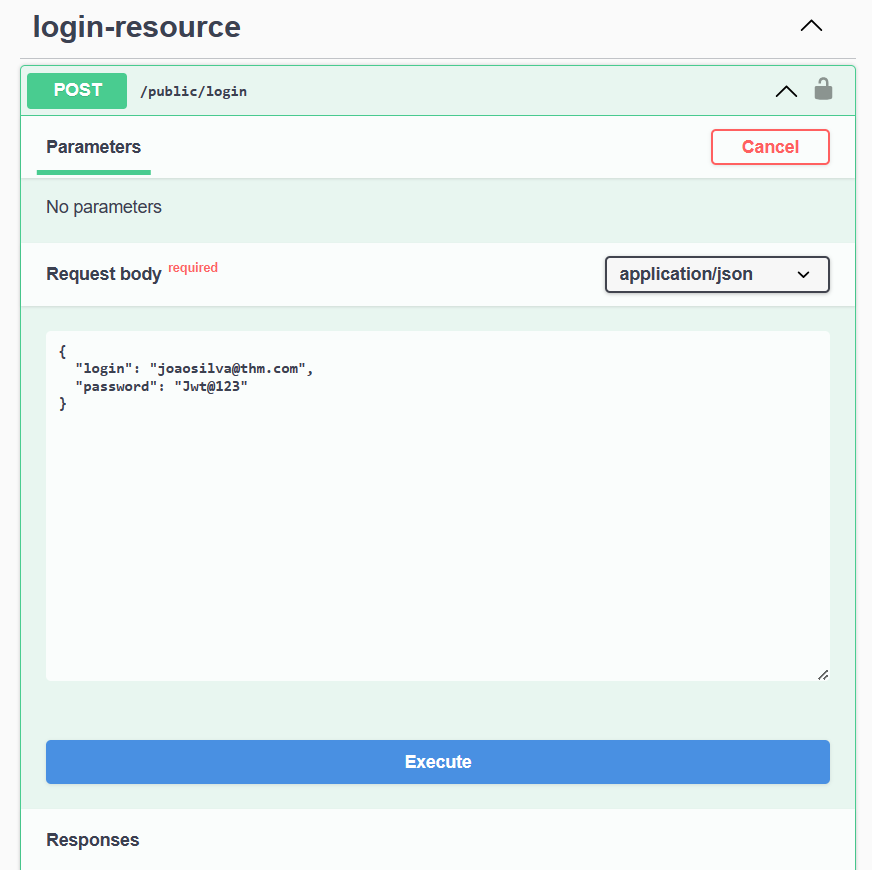 login-resource
POST /public/login
Parameters
Cancel
No parameters
Request body required
application/json
{
  "login": "joaosilva@thm.com",
  "password": "Jwt@123"
}
Execute
Responses